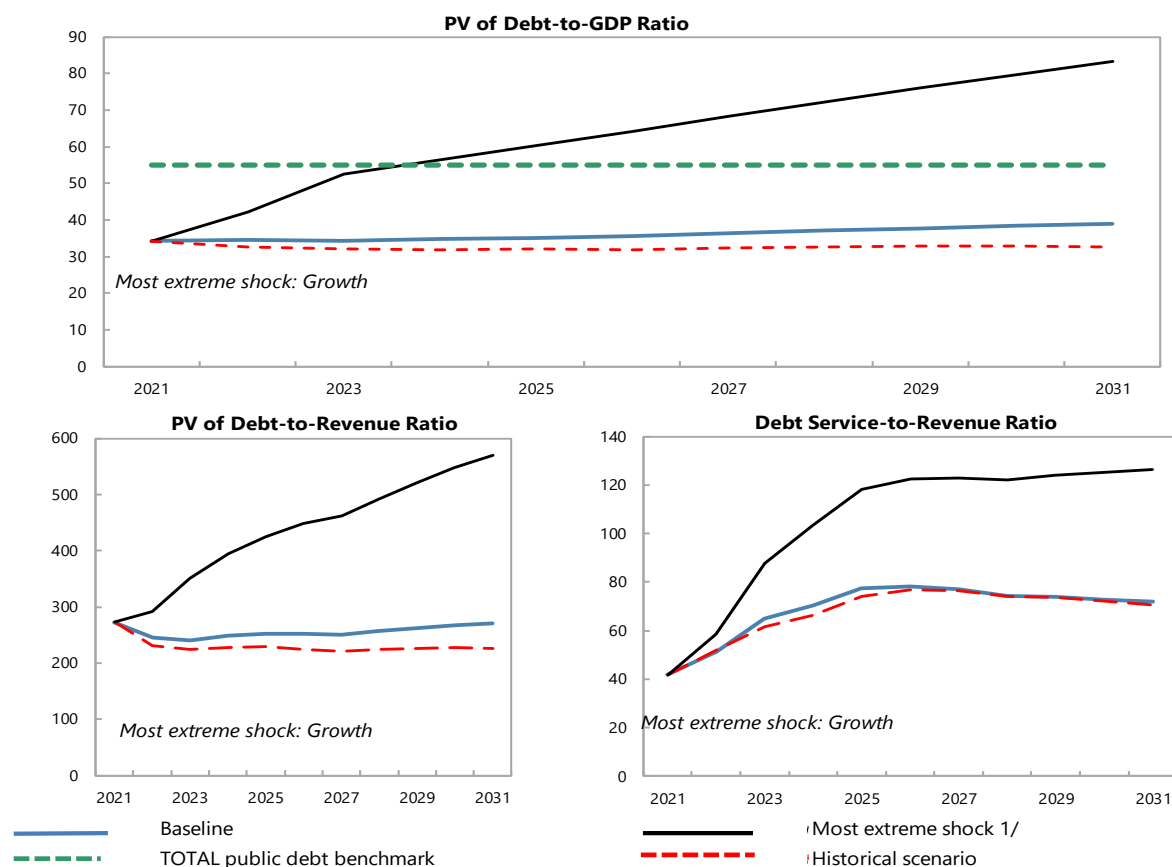 PV of Debt-to-GDP Ratio
90
80
70
60
50
40
30
20
10
0
Most extreme shock: Growth
2021 2023 2025 2027 2029 2031
PV of Debt-to-Revenue Ratio
600
500
400
300
200
100
0
Most extreme shock: Growth
2021 2023 2025 2027 2029 2031
Debt Service-to-Revenue Ratio
140
120
100
80
60
40
20
0
Most extreme shock: Growth
2021 2023 2025 2027 2029 2031
Baseline
Most extreme shock 1/
TOTAL public debt benchmark
Historical scenario